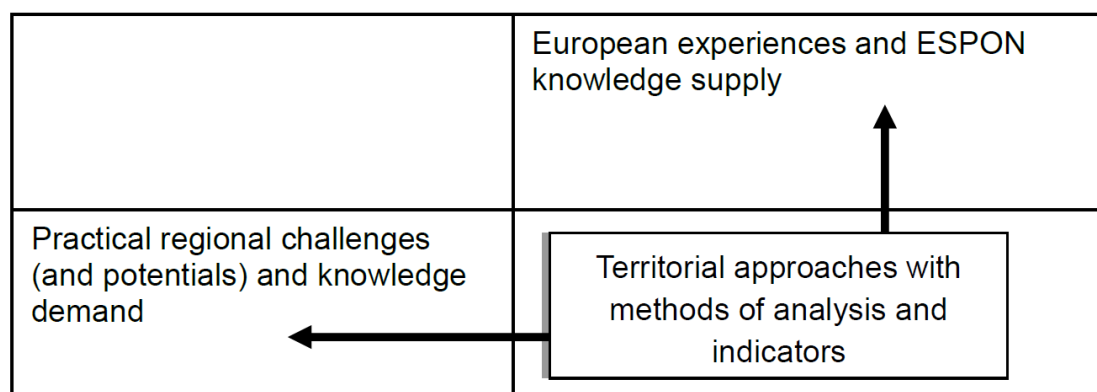 European experiences and ESPON
knowledge supply
Practical regional challenges
(and potentials) and knowledge
demand
Territorial approaches with
methods of analysis and
indicators